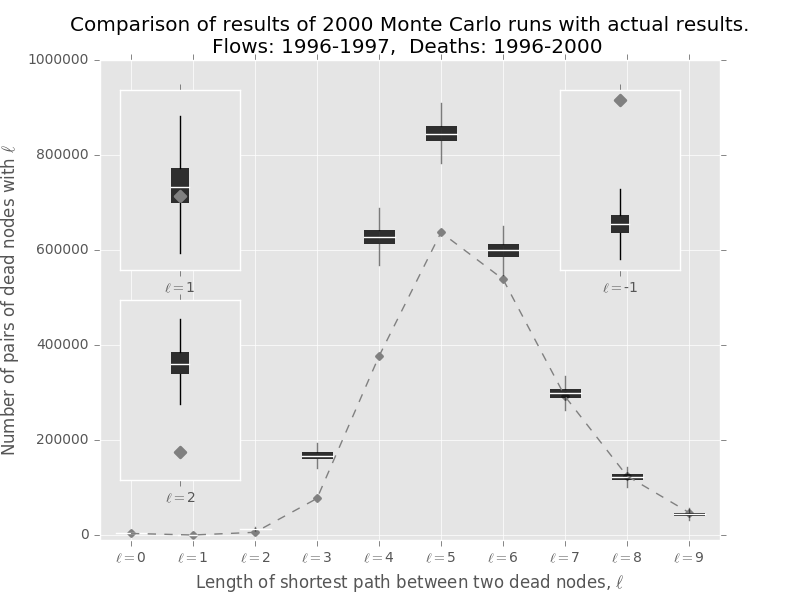 Comparison of results of 2000 Monte Carlo runs with actual results.
Flows: 1996-1997,  Deaths: 1996-2000
Number of pairs of dead nodes with ℓ
1000000
800000
600000
400000
200000
0
ℓ=1
ℓ=2
ℓ=-1
ℓ=0 ℓ=1 ℓ=2 ℓ=3 ℓ=4 ℓ=5 ℓ=6 ℓ=7 ℓ=8 ℓ=9
Length of shortest path between two dead nodes, ℓ